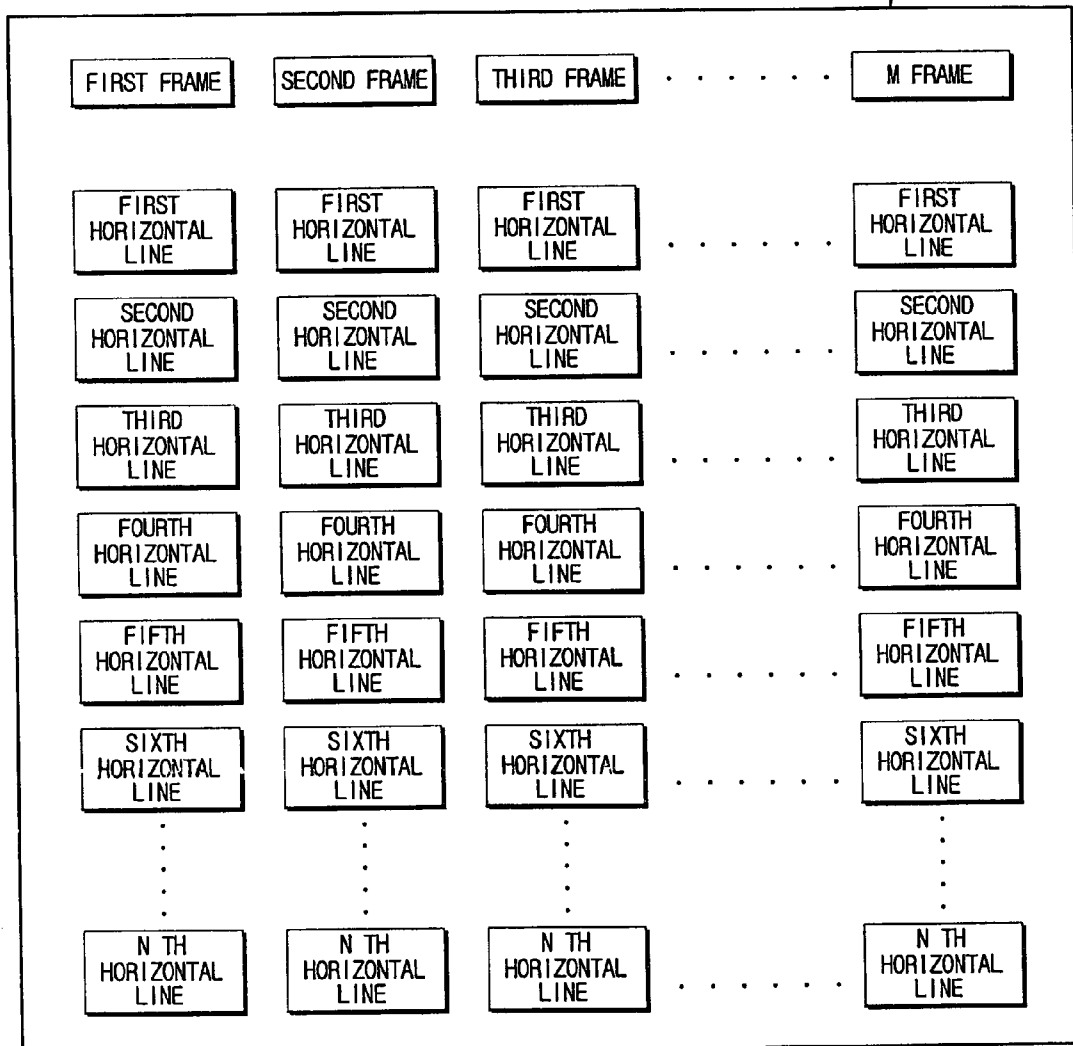 FIRST FRAME SECOND FRAME THIRD FRAME . . . . . . M FRAME
FIRST FIRST FIRST FIRST
HORIZONTAL HORIZONTAL HORIZONTAL . . . . . . HORIZONTAL
LINE LINE LINE LINE
SECOND SECOND SECOND SECOND
HORIZONTAL HORIZONTAL HORIZONTAL . . . . . . HORIZONTAL
LINE LINE LINE LINE
THIRD THIRD THIRD THIRD
HORIZONTAL HORIZONTAL HORIZONTAL . . . . . . HORIZONTAL
LINE LINE LINE LINE
FOURTH FOURTH FOURTH FOURTH
HORIZONTAL HORIZONTAL HORIZONTAL . . . . . . HORIZONTAL
LINE LINE LINE LINE
FIFTH FIFTH FIFTH FIFTH
HORIZONTAL HORIZONTAL HORIZONTAL . . . . . . HORIZONTAL
LINE LINE LINE LINE
SIXTH SIXTH SIXTH SIXTH
HORIZONTAL HORIZONTAL HORIZONTAL . . . . . . HORIZONTAL
LINE LINE LINE LINE
N TH N TH N TH N TH
HORIZONTAL HORIZONTAL HORIZONTAL . . . . . . HORIZONTAL
LINE LINE LINE LINE